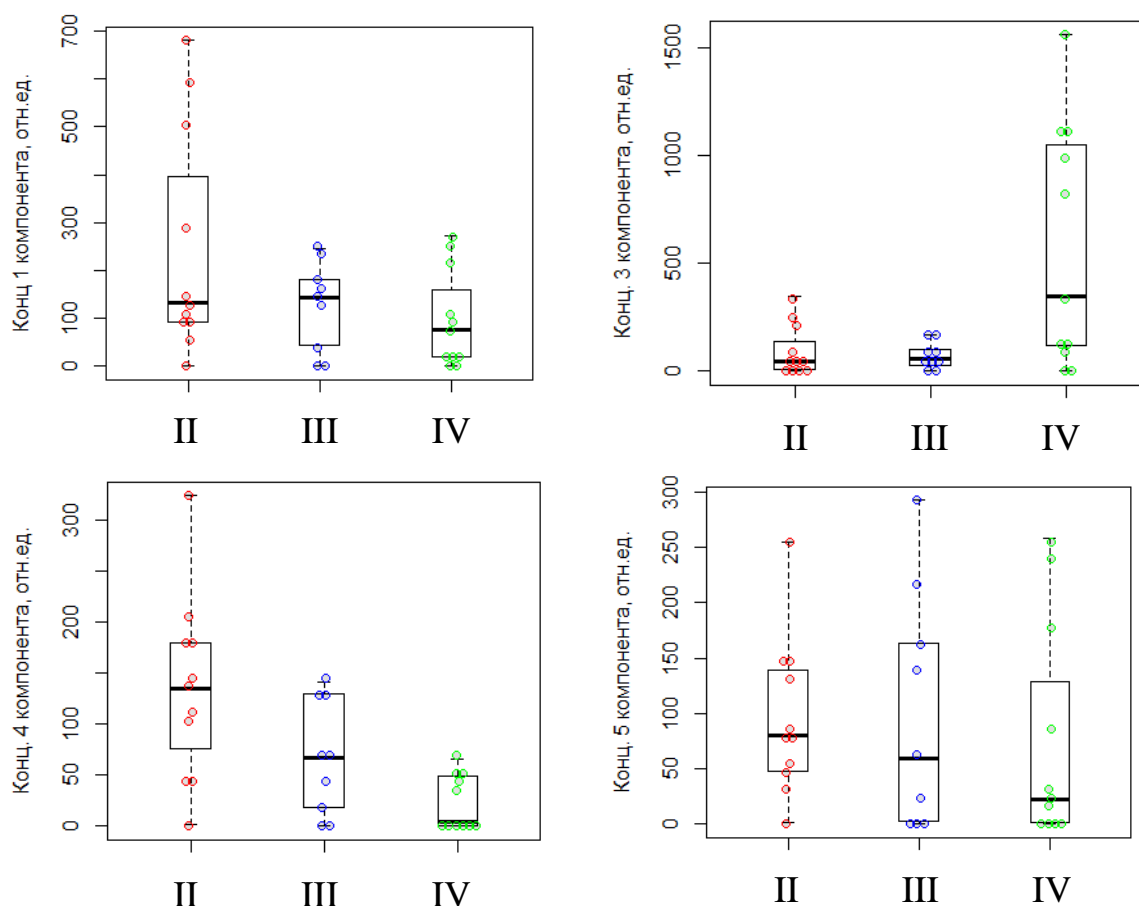 Конц 1 компонента, отн.ед.
700
500
300
100
0
II III IV
Конц. 3 компонента, отн.ед.
1500
1000
500
0
II III IV
Конц. 4 компонента, отн.ед.
300
200
100
50
0
II III IV
Конц. 5 компонента, отн.ед.
300
250
200
150
100
50
0
II III IV